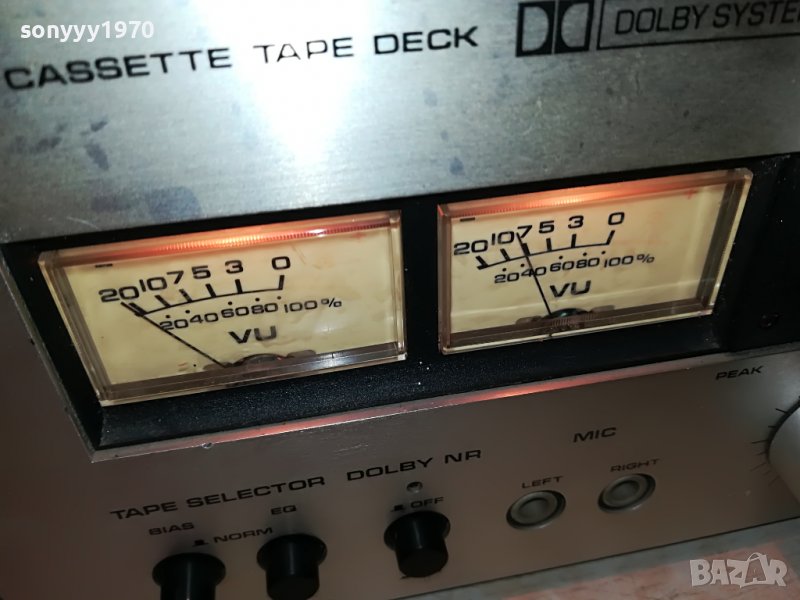 sonyyy1970
CASSETTE TAPE DECK
DOLBY SYSTEM
20 10 7 5 3 0
20 40 60 80 100%
VU
20 10 7 5 3 0
20 40 60 80 100%
VU
PEAK
MIC
LEFT RIGHT
TAPE SELECTOR DOLBY NR
BIAS EQ OFF
NORM
BAZAR